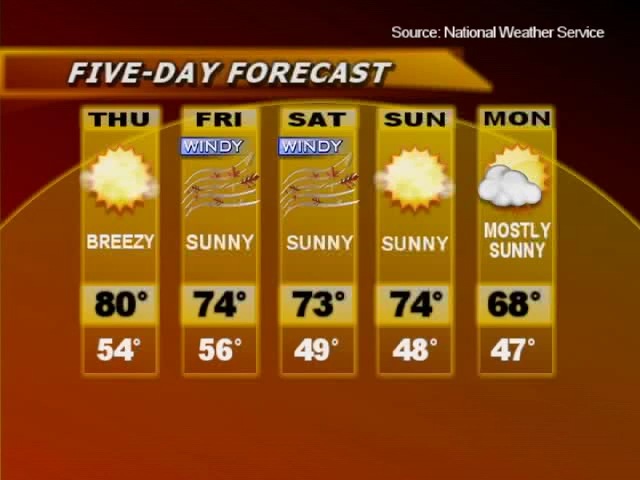 Source: National Weather Service
FIVE-DAY FORECAST
THU FRI SAT SUN MON
WINDY WINDY
BREEZY SUNNY SUNNY SUNNY MOSTLY
SUNNY
80° 74° 73° 74° 68°
54° 56° 49° 48° 47°